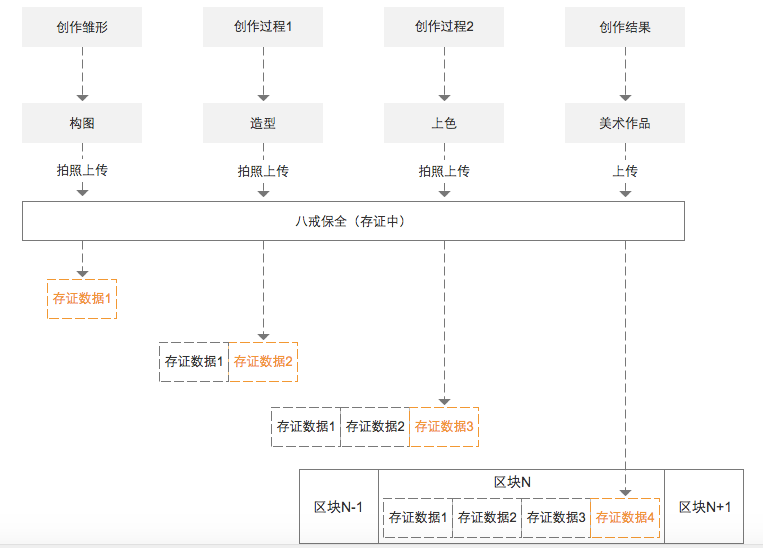 创作雏形
创作过程1
创作过程2
创作结果
构图
造型
上色
美术作品
拍照上传
拍照上传
拍照上传
上传
八戒保全（存证中）
存证数据1
存证数据1
存证数据2
存证数据1
存证数据2
存证数据3
区块N-1
区块N
存证数据1
存证数据2
存证数据3
存证数据4
区块N+1